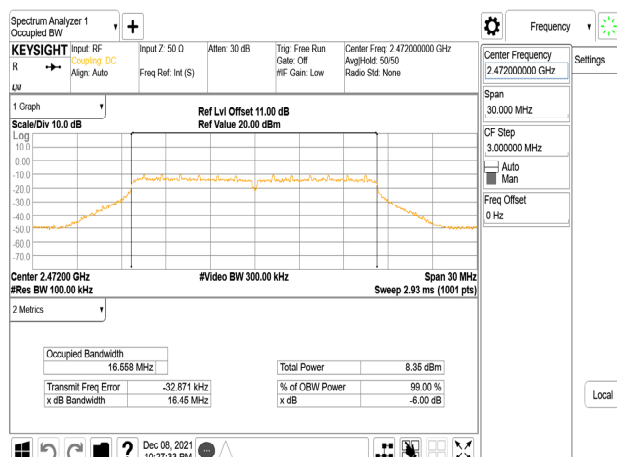 Spectrum Analyzer 1
Occupied BW
Frequency
KEYSIGHT
R
Input: RF
Coupling: DC
Align: Auto
Input Z: 50 Ω
Freq Ref: Int (S)
Atten: 30 dB
Trig: Free Run
Gate: Off
#IF Gain: Low
Center Freq: 2.472000000 GHz
Avg|Hold: 50/50
Radio Std: None
Center Frequency
2.472000000 GHz
Settings
Span
30.000 MHz
CF Step
3.000000 MHz
Auto
Man
Freq Offset
0 Hz
1 Graph
Scale/Div 10.0 dB
Ref Lvl Offset 11.00 dB
Ref Value 20.00 dBm
Log
10.0
0.00
-10.0
-20.0
-30.0
-40.0
-50.0
-60.0
-70.0
Center 2.47200 GHz
#Video BW 300.00 kHz
Span 30 MHz
#Res BW 100.00 kHz
Sweep 2.93 ms (1001 pts)
2 Metrics
Occupied Bandwidth
16.558 MHz
Total Power 8.35 dBm
Transmit Freq Error -32.871 kHz
% of OBW Power 99.00 %
x dB Bandwidth 16.45 MHz
x dB -6.00 dB
Local
Dec 08, 2021
10:27:33 PM